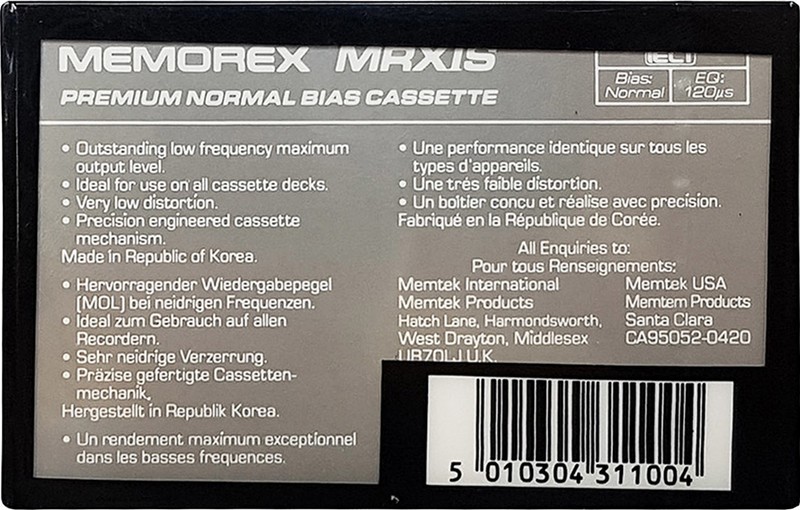 MEMOREX MRXIS
PREMIUM NORMAL BIAS CASSETTE
Bias: Normal
EQ: 120µs
• Outstanding low frequency maximum
output level.
• Ideal for use on all cassette decks.
• Very low distortion.
• Precision engineered cassette
mechanism.
Made in Republic of Korea.
• Hervorragender Wiedergabepegel
(MOL) bei neidrigen Frequenzen.
• Ideal zum Gebrauch auf allen
Recordern.
• Sehr neidrige Verzerrung.
• Präzise gefertigte Cassetten-
mechanik.
Hergestellt in Republik Korea.
• Un rendement maximum exceptionnel
dans les basses frequences.
• Une performance identique sur tous les
types d'appareils.
• Une trés faible distortion.
• Un boîtier concu et réalise avec precision.
Fabriqué en la République de Corée.
All Enquiries to:
Pour tous Renseignements:
Memtek International
Memtek Products
Hatch Lane, Harmondsworth,
West Drayton, Middlesex
UB70LJ U.K.
Memtek USA
Memtem Products
Santa Clara
CA95052-0420
5 010304 311004